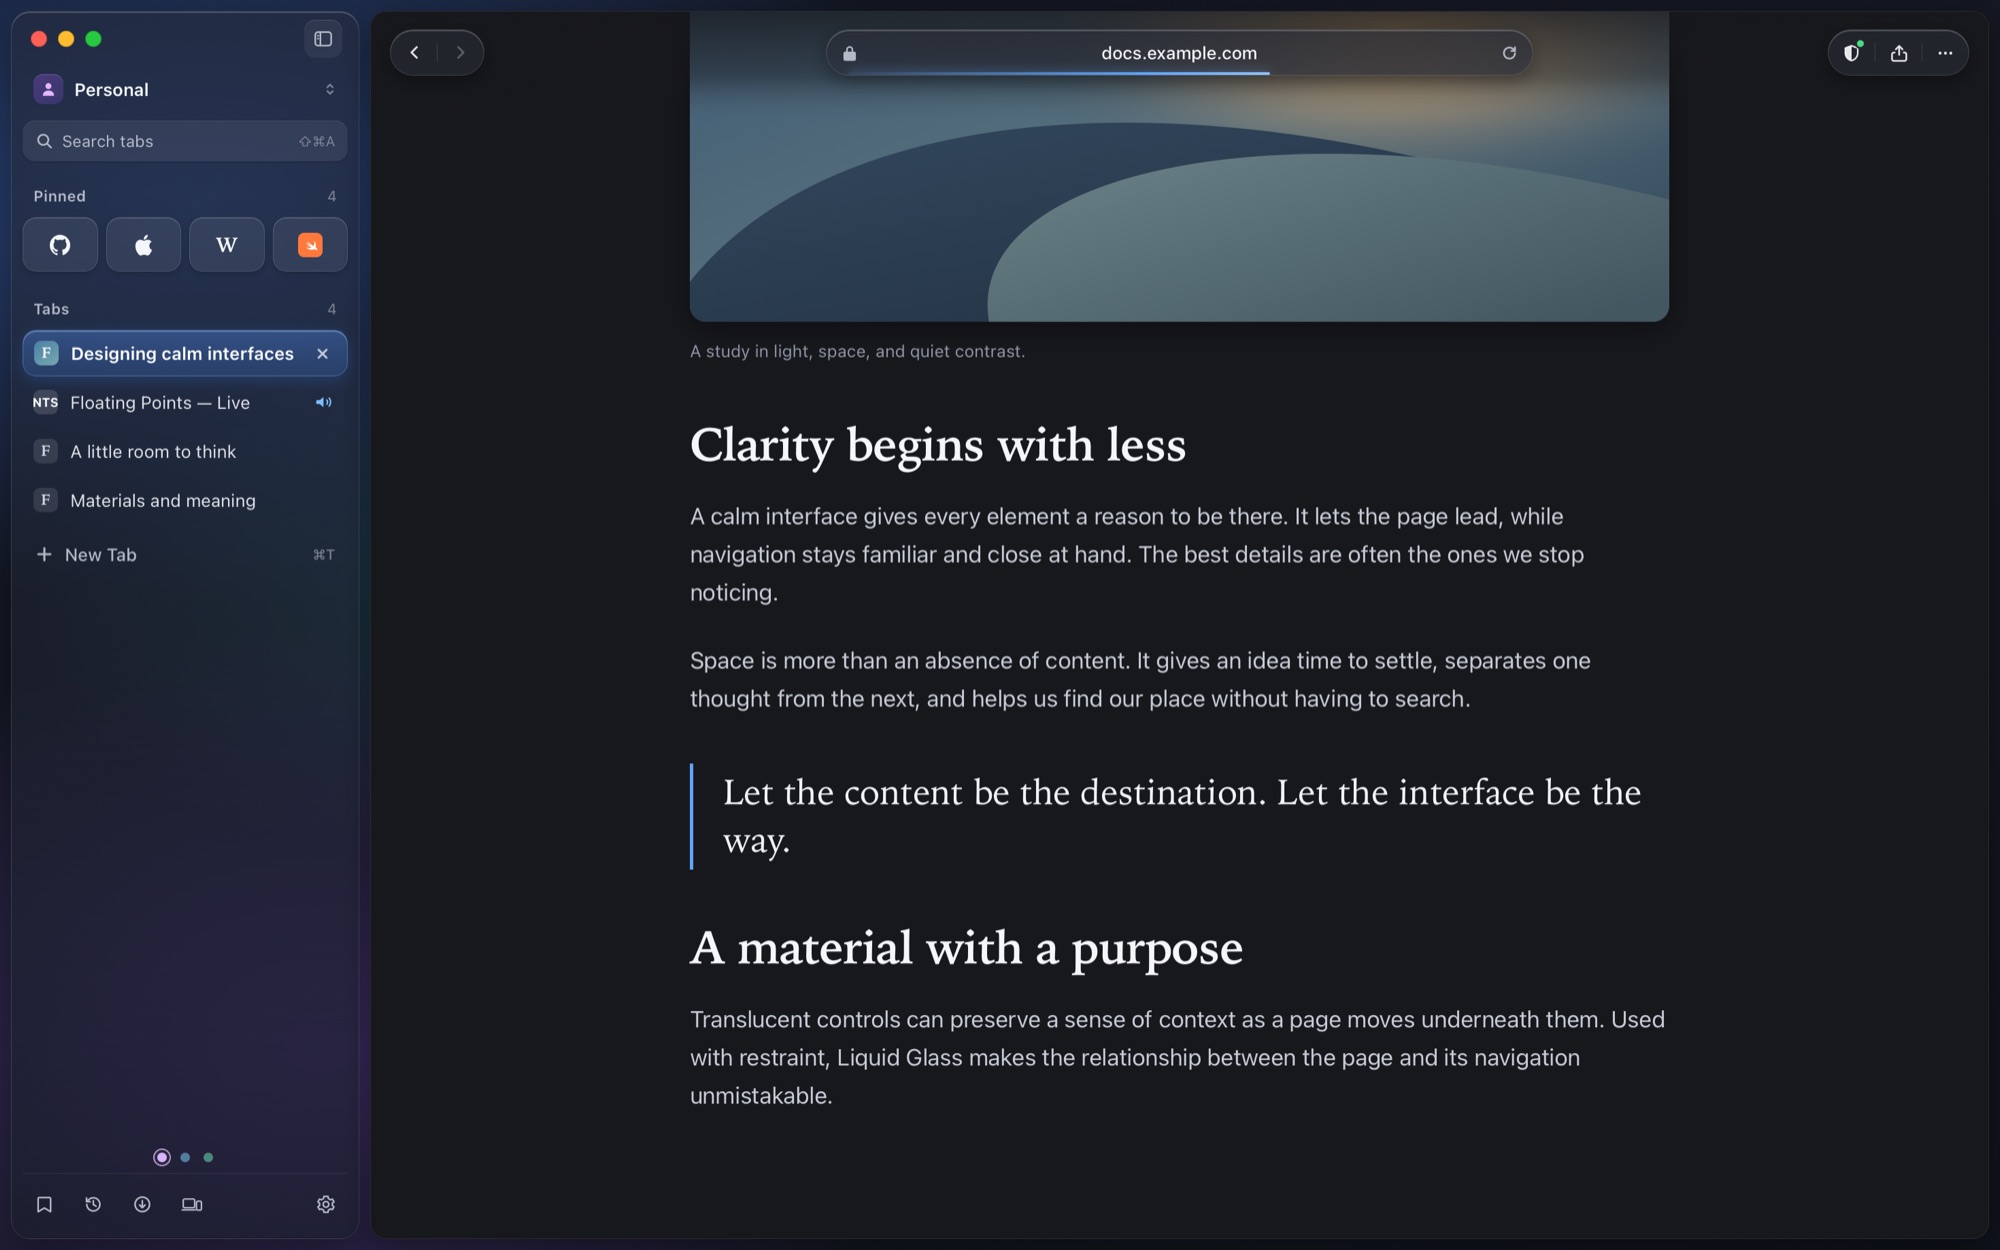 Personal
Search tabs ⇧⌘A
Pinned 4
W
Tabs 4
F Designing calm interfaces
NTS Floating Points — Live
F A little room to think
F Materials and meaning
New Tab ⌘T
docs.example.com
A study in light, space, and quiet contrast.
Clarity begins with less
A calm interface gives every element a reason to be there. It lets the page lead, while
navigation stays familiar and close at hand. The best details are often the ones we stop
noticing.
Space is more than an absence of content. It gives an idea time to settle, separates one
thought from the next, and helps us find our place without having to search.
Let the content be the destination. Let the interface be the
way.
A material with a purpose
Translucent controls can preserve a sense of context as a page moves underneath them. Used
with restraint, Liquid Glass makes the relationship between the page and its navigation
unmistakable.